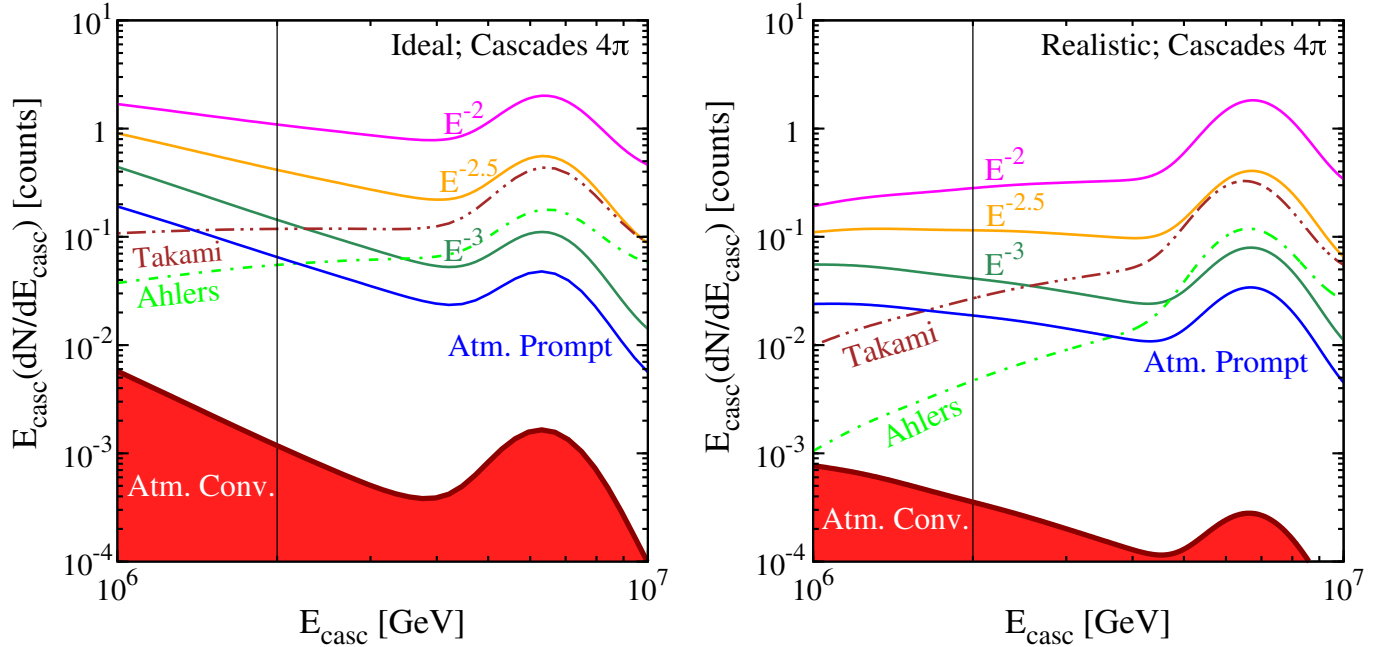 Ideal; Cascades 4π
E_casc(dN/dE_casc) [counts]
10^1
1
10^-1
10^-2
10^-3
10^-4
E^-2
E^-2.5
E^-3
Takami
Ahlers
Atm. Prompt
Atm. Conv.
10^6
10^7
E_casc [GeV]
Realistic; Cascades 4π
E_casc(dN/dE_casc) [counts]
10^1
1
10^-1
10^-2
10^-3
10^-4
E^-2
E^-2.5
E^-3
Takami
Atm. Prompt
Ahlers
Atm. Conv.
10^6
10^7
E_casc [GeV]